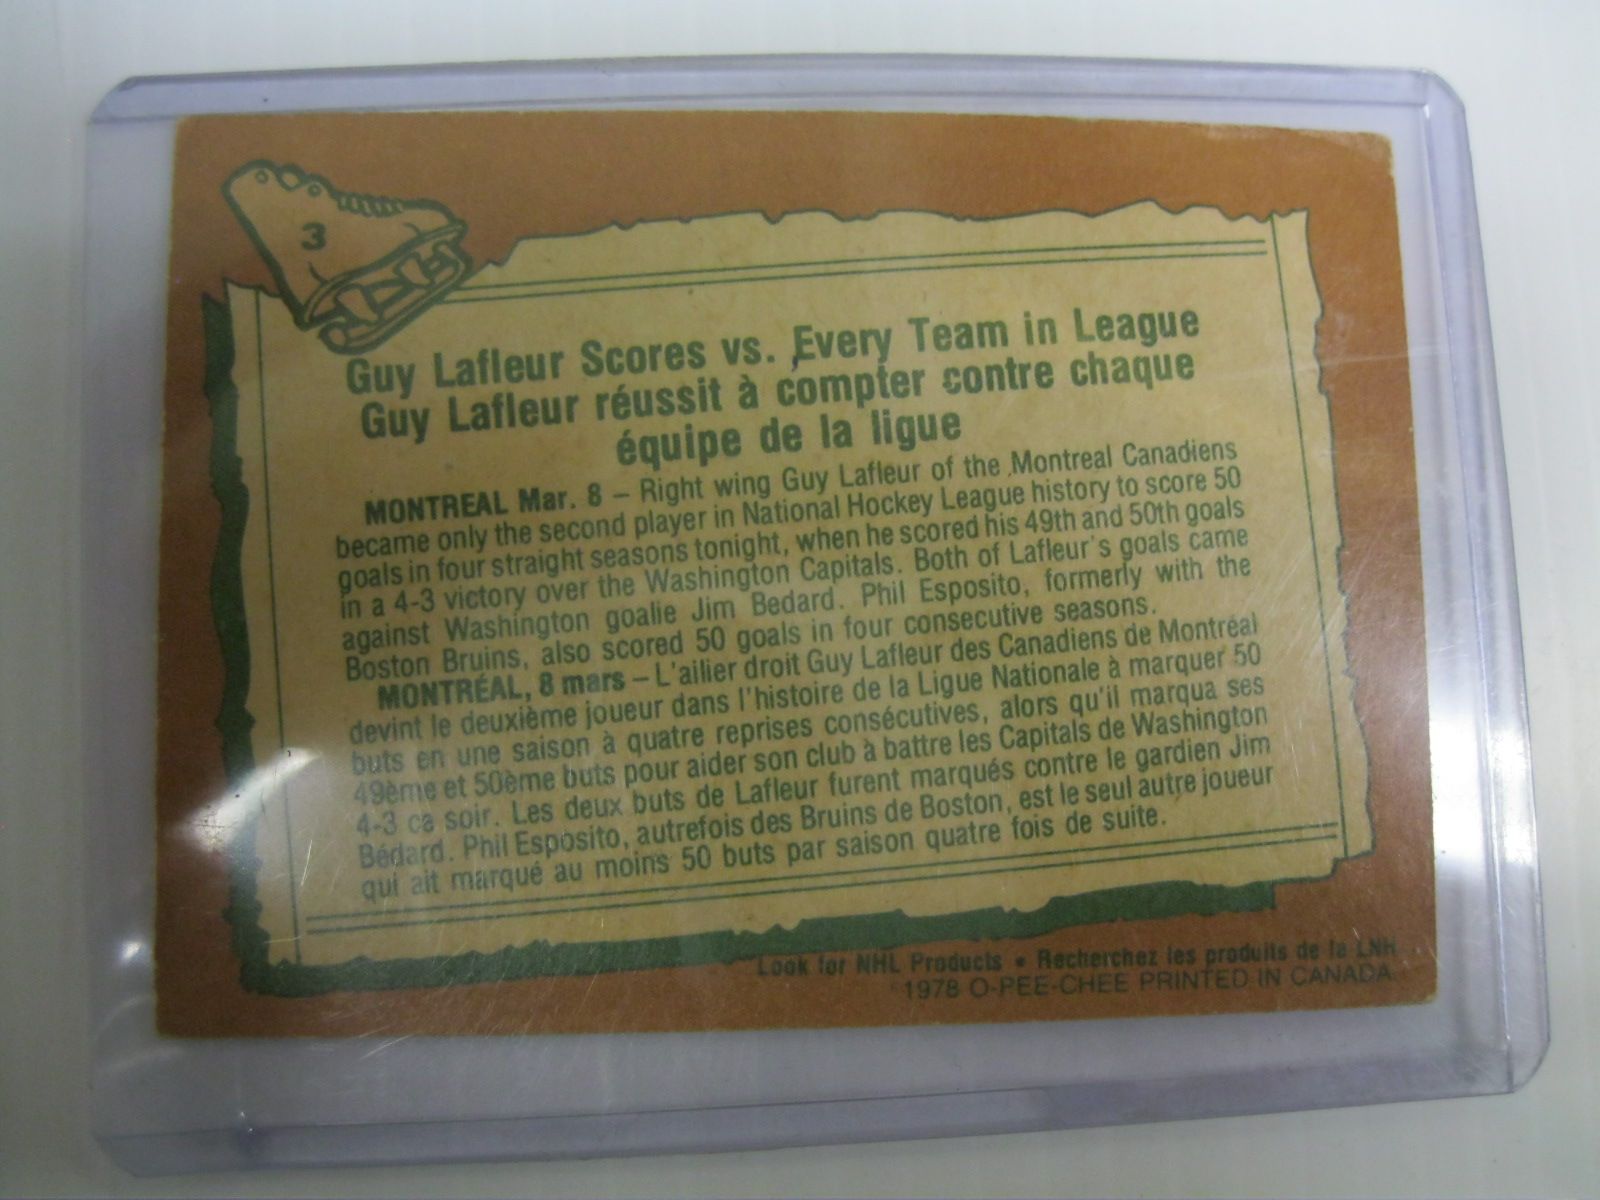 3
Guy Lafleur Scores vs. Every Team in League
Guy Lafleur réussit à compter contre chaque
équipe de la ligue
MONTREAL Mar. 8 – Right wing Guy Lafleur of the Montreal Canadiens
became only the second player in National Hockey League history to score 50
goals in four straight seasons tonight, when he scored his 49th and 50th goals
in a 4-3 victory over the Washington Capitals. Both of Lafleur's goals came
against Washington goalie Jim Bedard. Phil Esposito, formerly with the
Boston Bruins, also scored 50 goals in four consecutive seasons.
MONTRÉAL, 8 mars – L'ailier droit Guy Lafleur des Canadiens de Montréal
devint le deuxième joueur dans l'histoire de la Ligue Nationale à marquer 50
buts en une saison à quatre reprises consécutives, alors qu'il marqua ses
49ème et 50ème buts pour aider son club à battre les Capitals de Washington
4-3 ce soir. Les deux buts de Lafleur furent marqués contre le gardien Jim
Bédard. Phil Esposito, autrefois des Bruins de Boston, est le seul autre joueur
qui ait marqué au moins 50 buts par saison quatre fois de suite.
Look for NHL Products • Recherchez les produits de la LNH
©1978 O-PEE-CHEE PRINTED IN CANADA